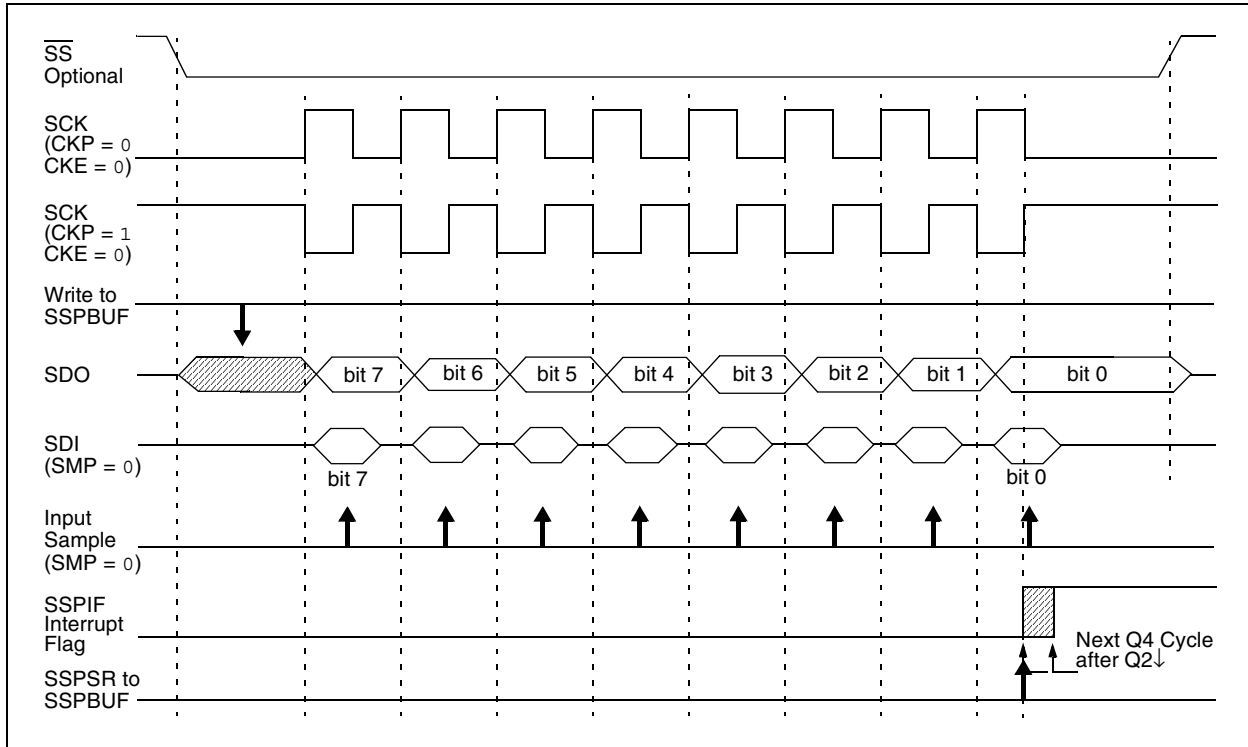 SS
Optional
SCK
(CKP = 0
CKE = 0)
SCK
(CKP = 1
CKE = 0)
Write to
SSPBUF
SDO
bit 7
bit 6
bit 5
bit 4
bit 3
bit 2
bit 1
bit 0
SDI
(SMP = 0)
bit 7
bit 0
Input
Sample
(SMP = 0)
SSPIF
Interrupt
Flag
Next Q4 Cycle
after Q2↓
SSPSR to
SSPBUF